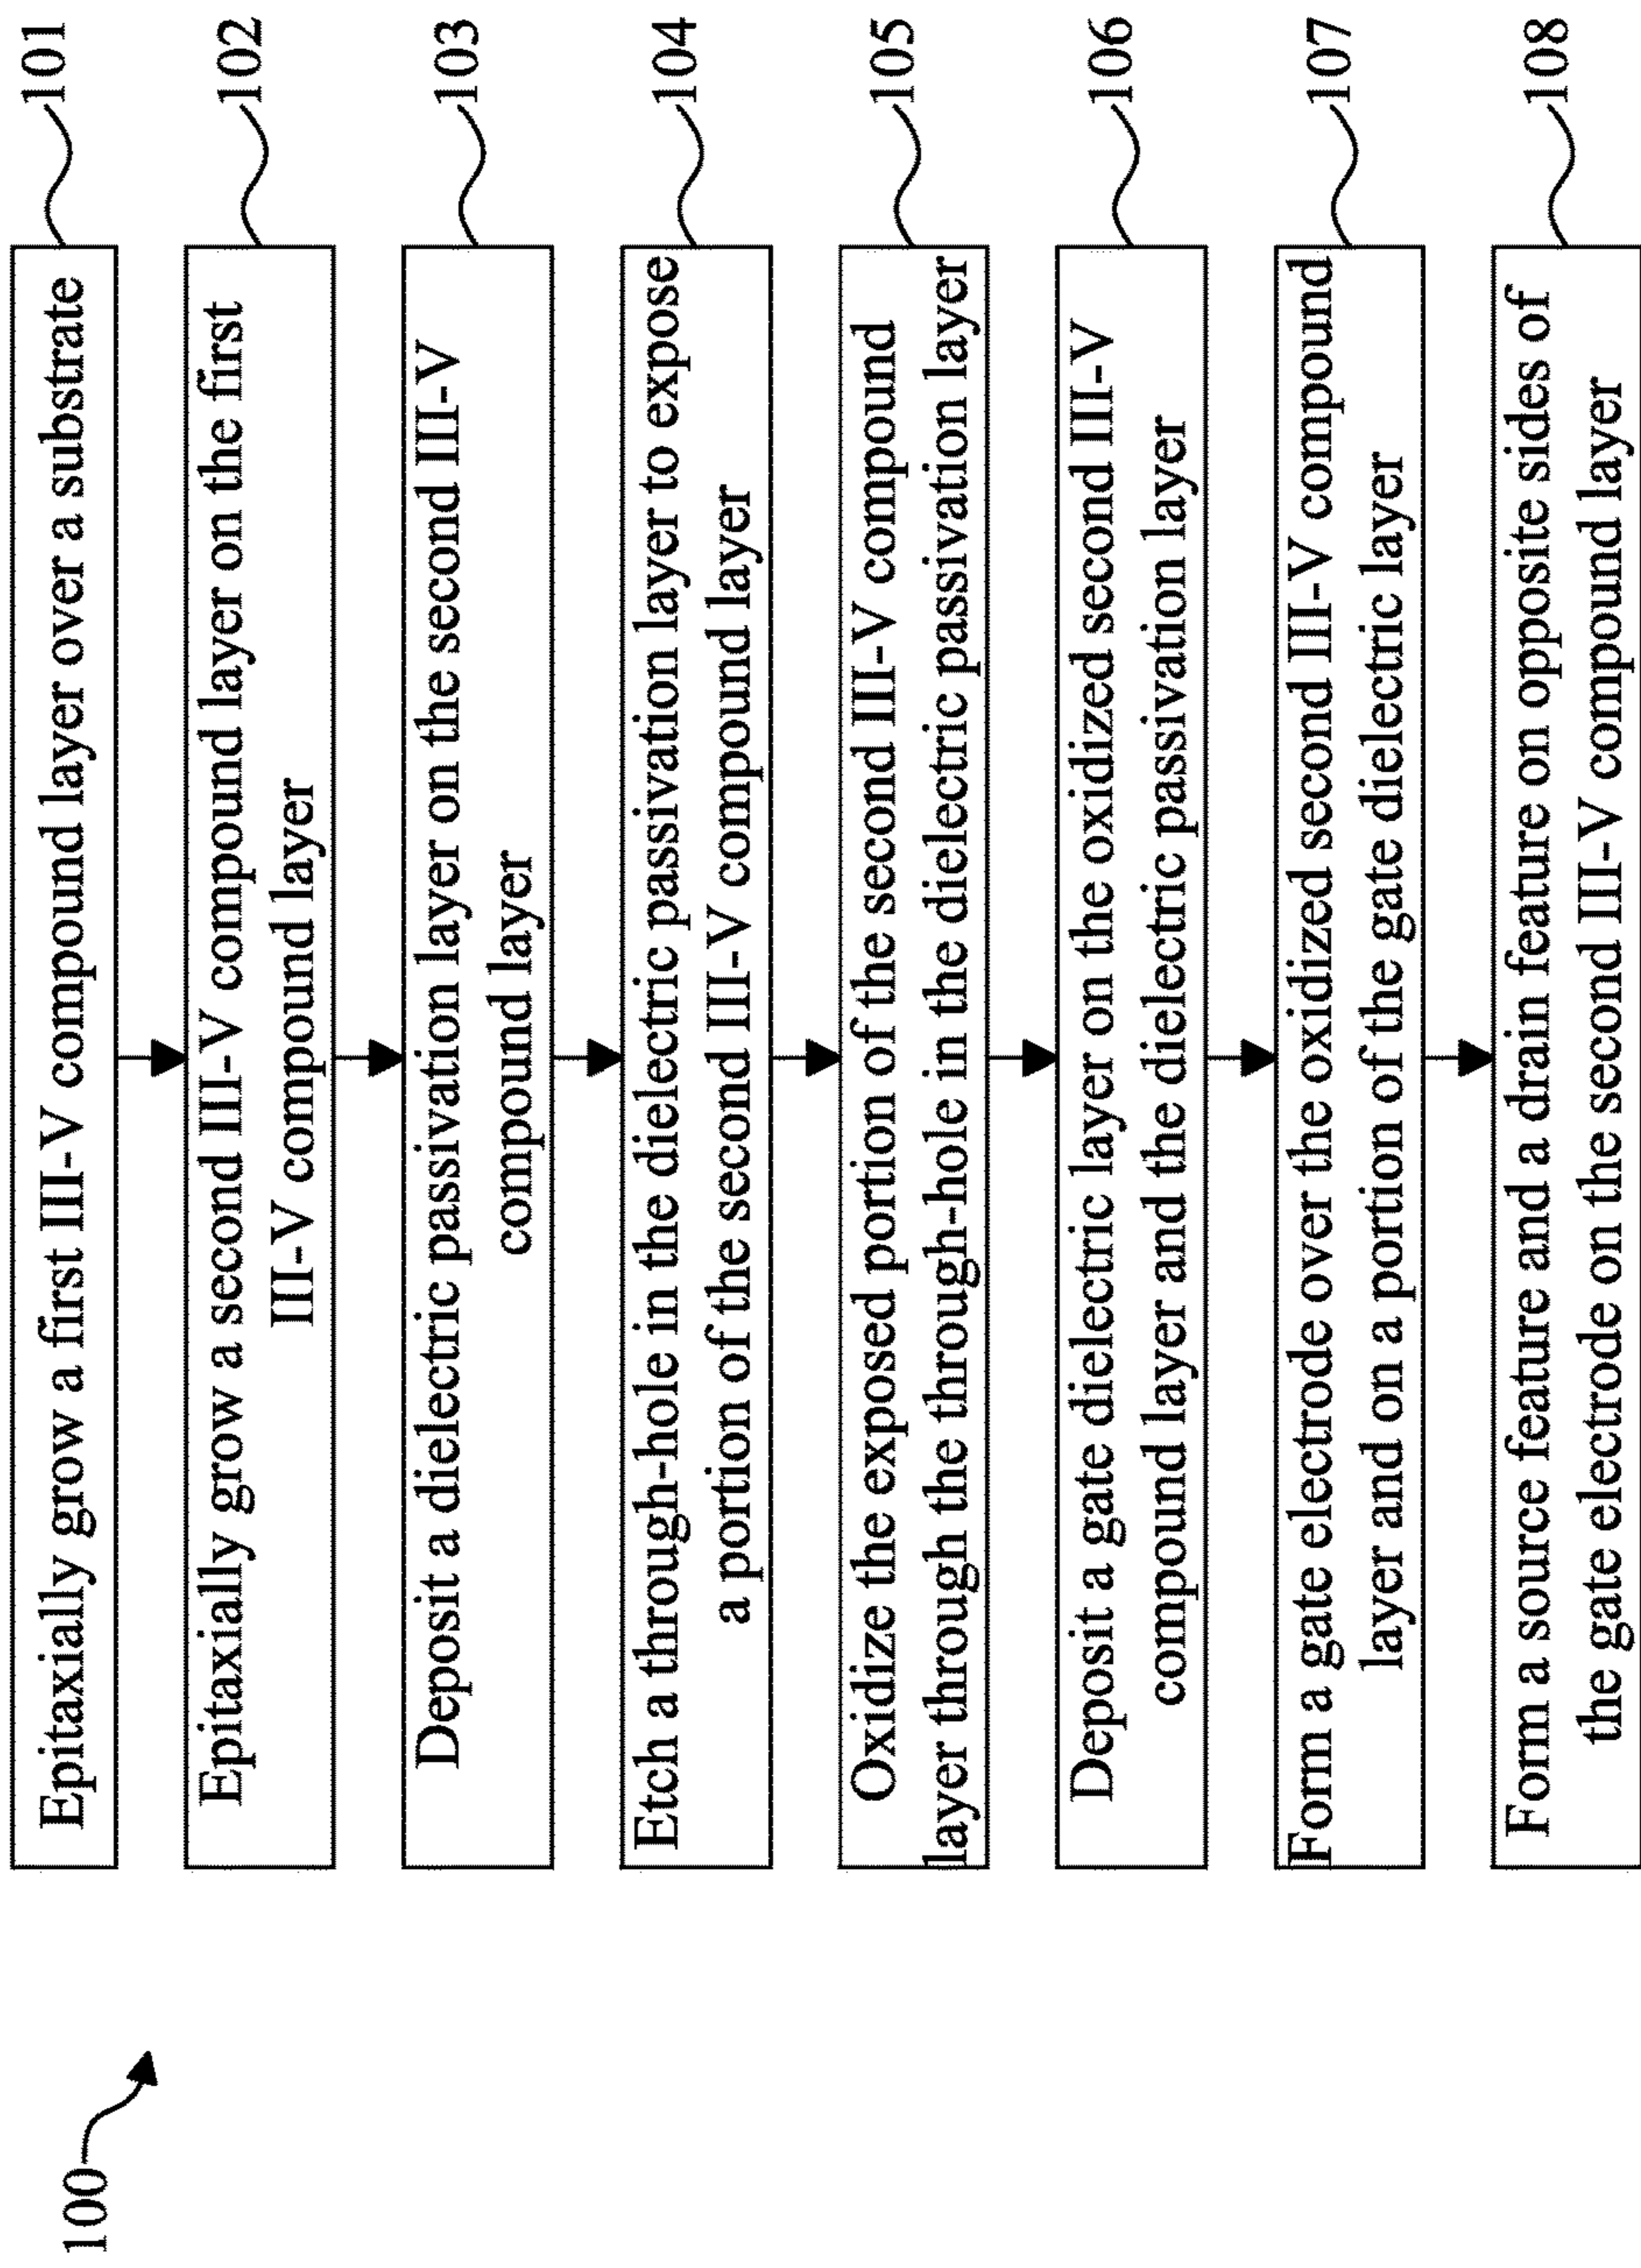 100
Epitaxially grow a first III-V compound layer over a substrate
101
Epitaxially grow a second III-V compound layer on the first
III-V compound layer
102
Deposit a dielectric passivation layer on the second III-V
compound layer
103
Etch a through-hole in the dielectric passivation layer to expose
a portion of the second III-V compound layer
104
Oxidize the exposed portion of the second III-V compound
layer through the through-hole in the dielectric passivation layer
105
Deposit a gate dielectric layer on the oxidized second III-V
compound layer and the dielectric passivation layer
106
Form a gate electrode over the oxidized second III-V compound
layer and on a portion of the gate dielectric layer
107
Form a source feature and a drain feature on opposite sides of
the gate electrode on the second III-V compound layer
108